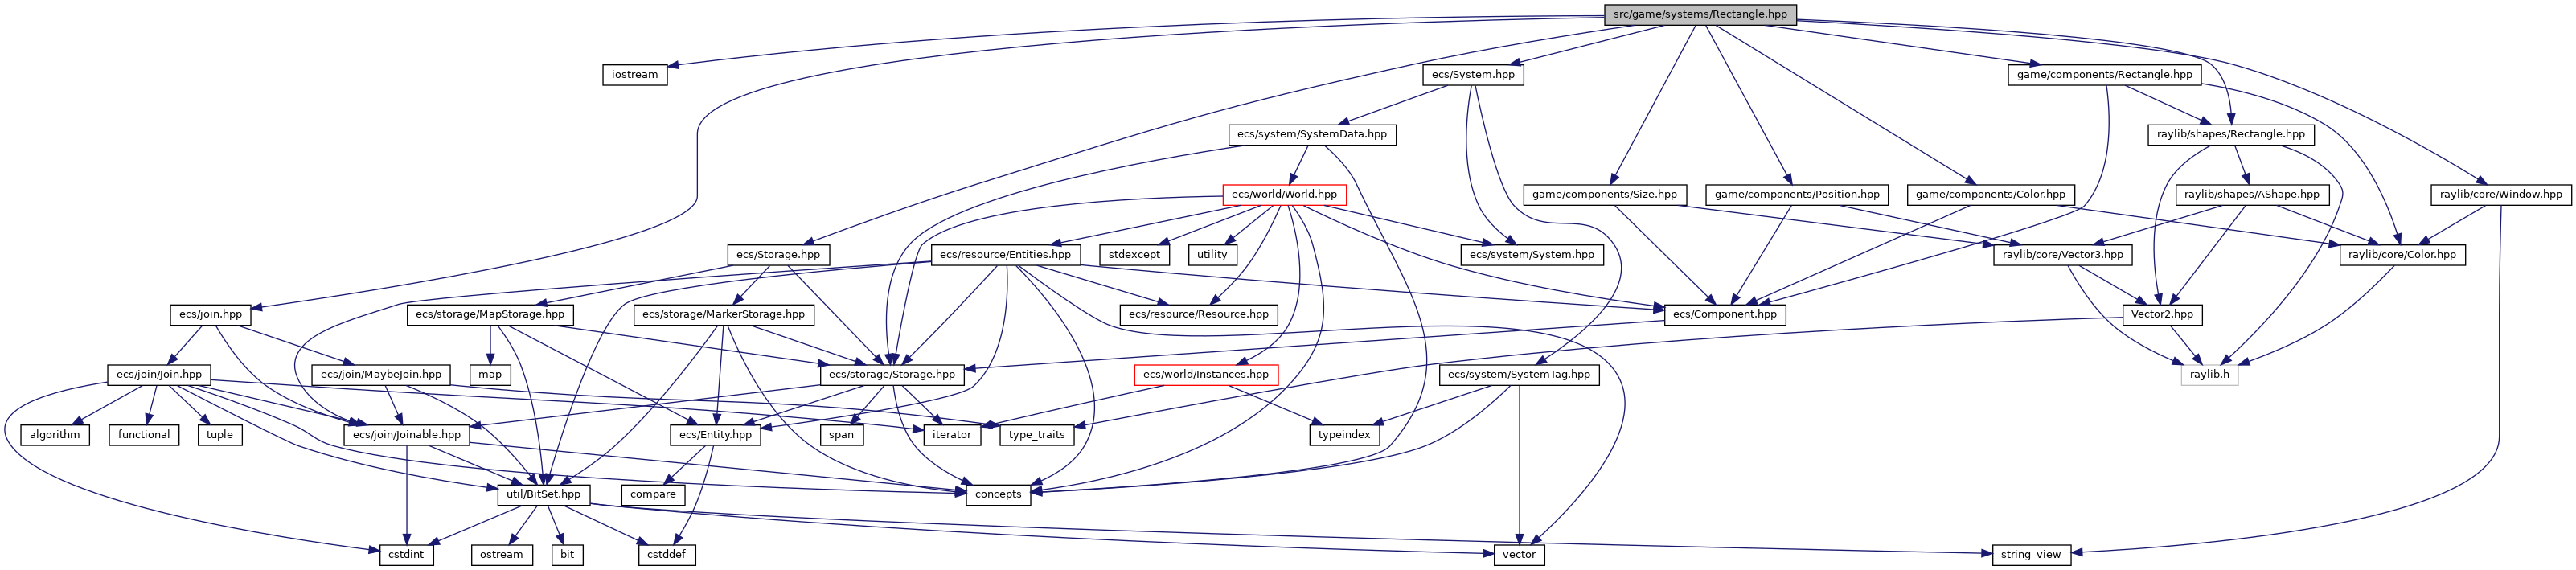 src/game/systems/Rectangle.hpp
iostream
ecs/System.hpp
game/components/Rectangle.hpp
ecs/system/SystemData.hpp
raylib/shapes/Rectangle.hpp
ecs/world/World.hpp
game/components/Size.hpp
game/components/Position.hpp
game/components/Color.hpp
raylib/shapes/AShape.hpp
raylib/core/Window.hpp
ecs/Storage.hpp
ecs/resource/Entities.hpp
stdexcept
utility
ecs/system/System.hpp
raylib/core/Vector3.hpp
raylib/core/Color.hpp
ecs/join.hpp
ecs/storage/MapStorage.hpp
ecs/storage/MarkerStorage.hpp
ecs/resource/Resource.hpp
ecs/Component.hpp
Vector2.hpp
ecs/join/Join.hpp
ecs/join/MaybeJoin.hpp
map
ecs/storage/Storage.hpp
ecs/world/Instances.hpp
ecs/system/SystemTag.hpp
raylib.h
algorithm
functional
tuple
ecs/join/Joinable.hpp
ecs/Entity.hpp
span
iterator
type_traits
typeindex
util/BitSet.hpp
compare
concepts
cstdint
ostream
bit
cstddef
vector
string_view